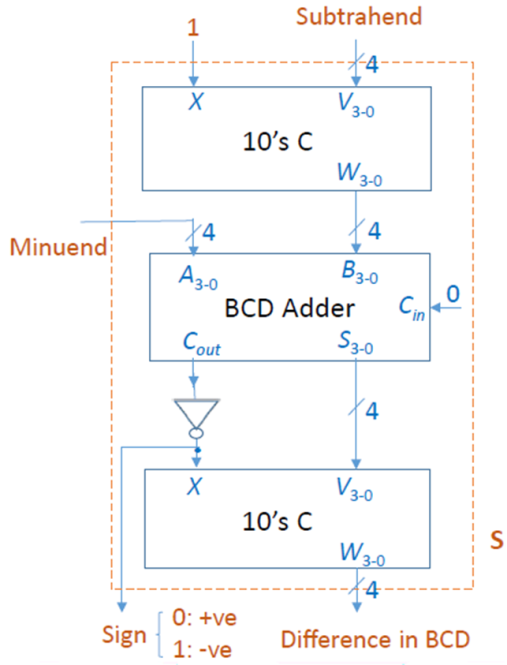 Subtrahend
1
4
X V3-0
10's C
W3-0
4 4
Minuend
A3-0 B3-0
BCD Adder Cin 0
Cout S3-0
4
X V3-0
10's C
W3-0
S
4
Sign 0: +ve
1: -ve
Difference in BCD